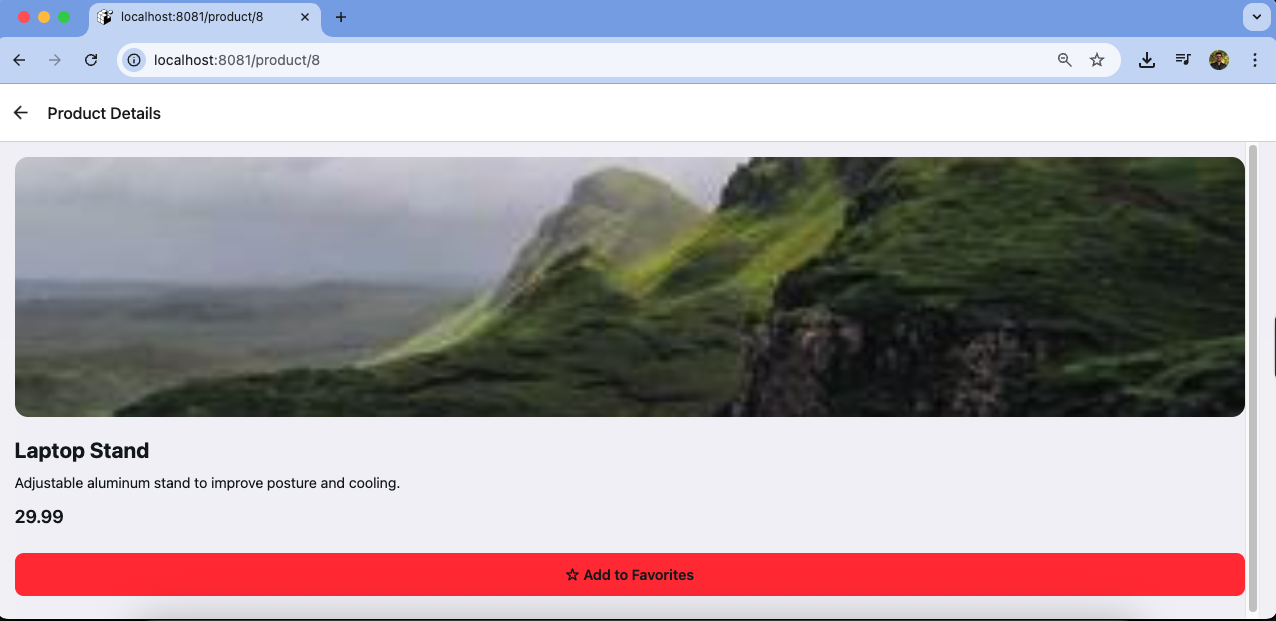 localhost:8081/product/8
localhost:8081/product/8
Product Details
Laptop Stand
Adjustable aluminum stand to improve posture and cooling.
29.99
☆ Add to Favorites